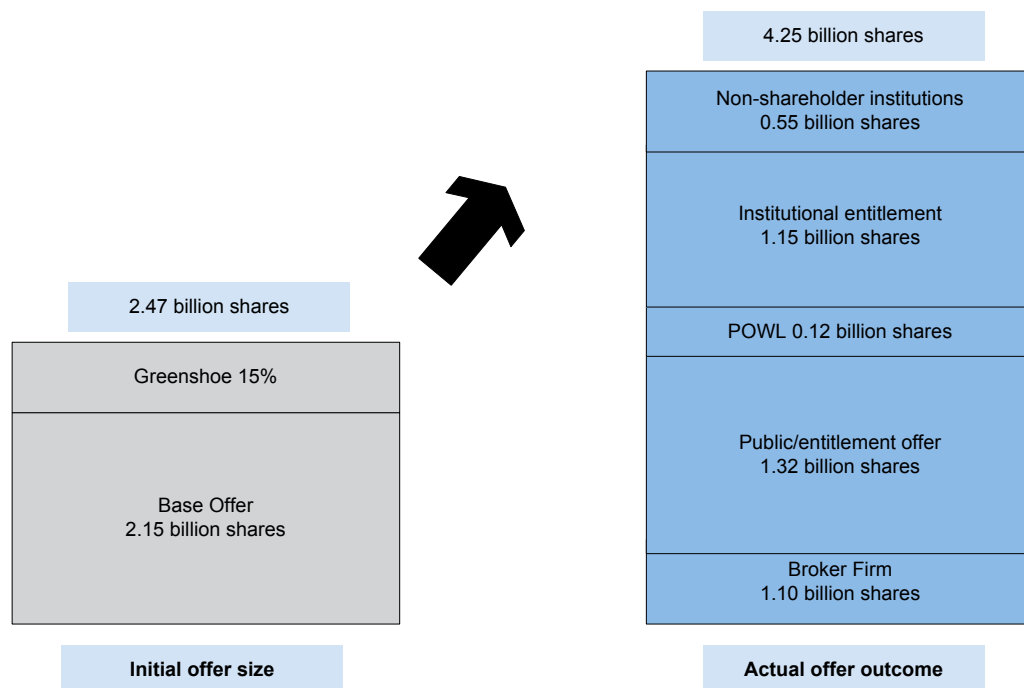 4.25 billion shares
Non-shareholder institutions
0.55 billion shares
Institutional entitlement
1.15 billion shares
POWL 0.12 billion shares
Public/entitlement offer
1.32 billion shares
Broker Firm
1.10 billion shares
Actual offer outcome
2.47 billion shares
Greenshoe 15%
Base Offer
2.15 billion shares
Initial offer size